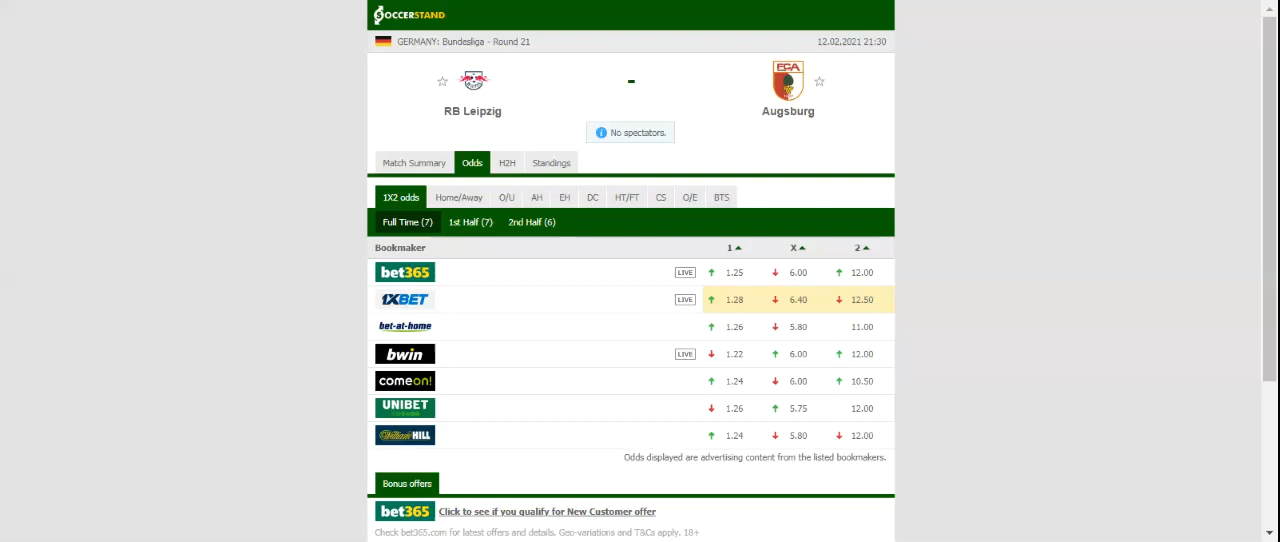 SOCCERSTAND
GERMANY: Bundesliga - Round 21 12.02.2021 21:30
FCA
-
RB Leipzig Augsburg
No spectators.
Match Summary Odds H2H Standings
1X2 odds Home/Away O/U AH EH DC HT/FT CS O/E BTS
Full Time (7) 1st Half (7) 2nd Half (6)
Bookmaker 1 X 2
bet365 LIVE 1.25 6.00 12.00
1XBET LIVE 1.28 6.40 12.50
bet-at-home 1.26 5.80 11.00
bwin LIVE 1.22 6.00 12.00
comeon! 1.24 6.00 10.50
UNIBET 1.26 5.75 12.00
William HILL 1.24 5.80 12.00
Odds displayed are advertising content from the listed bookmakers.
Bonus offers
bet365 Click to see if you qualify for New Customer offer
Check bet365.com for latest offers and details. Geo-variations and T&Cs apply. 18+